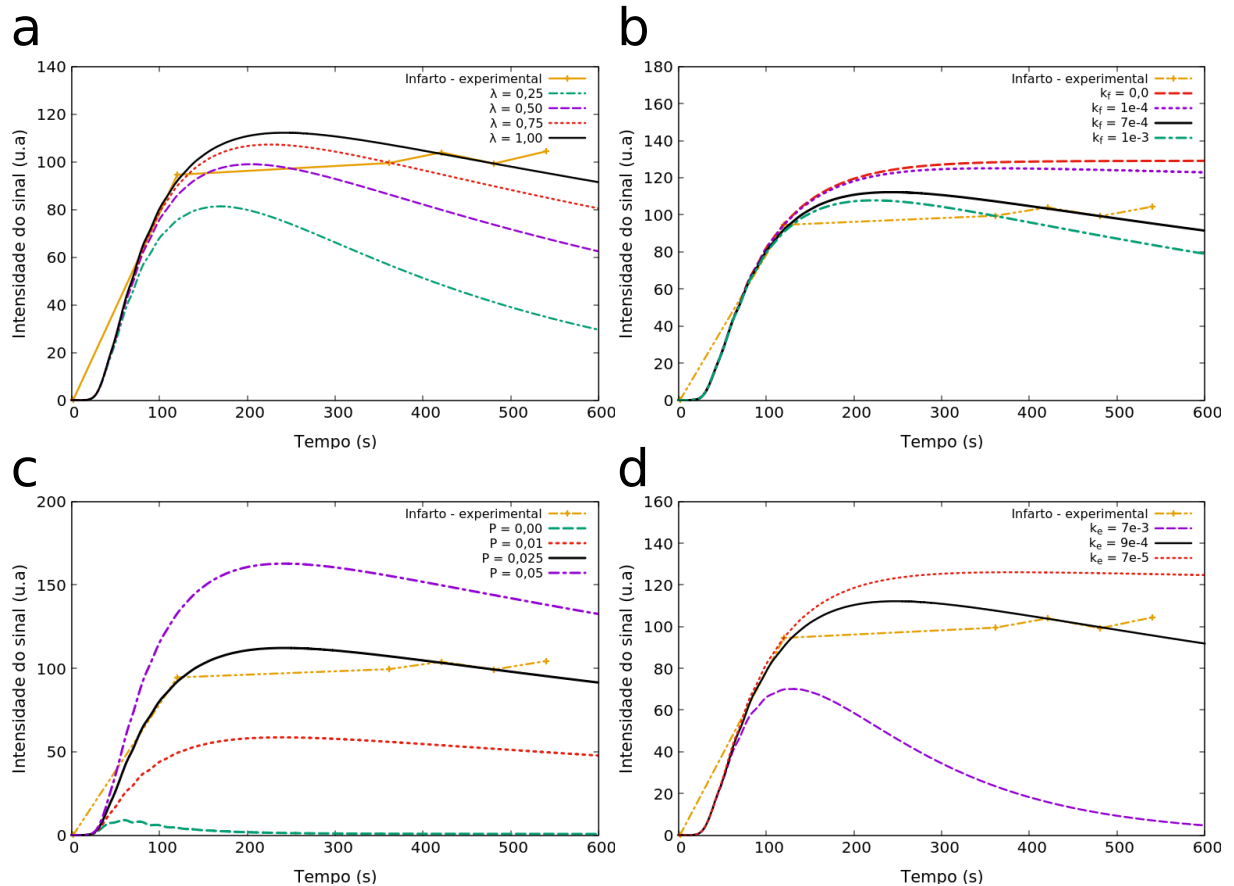 a
140
120
100
80
60
40
20
0
Intensidade do sinal (u.a)
Infarto - experimental
λ = 0,25
λ = 0,50
λ = 0,75
λ = 1,00
0 100 200 300 400 500 600
Tempo (s)
b
180
160
140
120
100
80
60
40
20
0
Intensidade do sinal (u.a)
Infarto - experimental
kf = 0,0
kf = 1e-4
kf = 7e-4
kf = 1e-3
0 100 200 300 400 500 600
Tempo (s)
c
200
150
100
50
0
Intensidade do sinal (u.a)
Infarto - experimental
P = 0,00
P = 0,01
P = 0,025
P = 0,05
0 100 200 300 400 500 600
Tempo (s)
d
160
140
120
100
80
60
40
20
0
Intensidade do sinal (u.a)
Infarto - experimental
ke = 7e-3
ke = 9e-4
ke = 7e-5
0 100 200 300 400 500 600
Tempo (s)